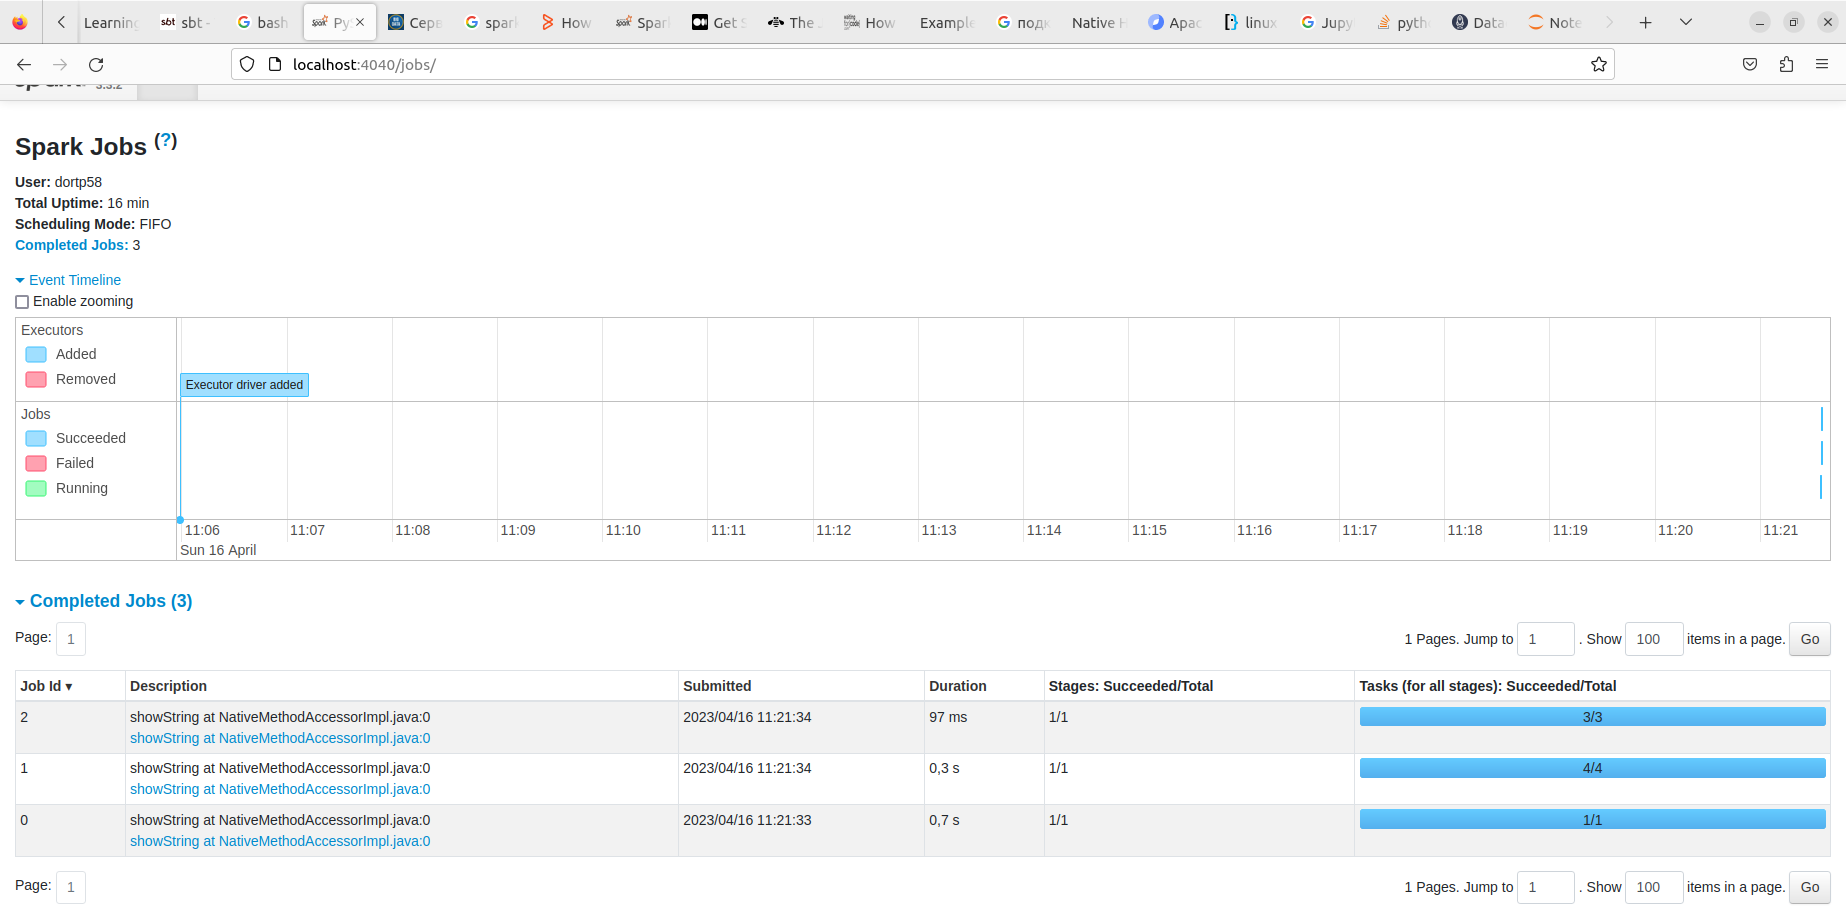 Learning sbt - bash Py Сере spark How Spar Get S The How Example подк Native H Apac linux Jupy pyth Data Note
localhost:4040/jobs/
3.3.2
Spark Jobs (?)
User: dortp58
Total Uptime: 16 min
Scheduling Mode: FIFO
Completed Jobs: 3
Event Timeline
Enable zooming
Executors
Added
Removed
Executor driver added
Jobs
Succeeded
Failed
Running
11:06 11:07 11:08 11:09 11:10 11:11 11:12 11:13 11:14 11:15 11:16 11:17 11:18 11:19 11:20 11:21
Sun 16 April
Completed Jobs (3)
Page: 1 1 Pages. Jump to 1 . Show 100 items in a page. Go
Job Id ▾ Description Submitted Duration Stages: Succeeded/Total Tasks (for all stages): Succeeded/Total
2 showString at NativeMethodAccessorImpl.java:0 2023/04/16 11:21:34 97 ms 1/1 3/3
showString at NativeMethodAccessorImpl.java:0
1 showString at NativeMethodAccessorImpl.java:0 2023/04/16 11:21:34 0,3 s 1/1 4/4
showString at NativeMethodAccessorImpl.java:0
0 showString at NativeMethodAccessorImpl.java:0 2023/04/16 11:21:33 0,7 s 1/1 1/1
showString at NativeMethodAccessorImpl.java:0
Page: 1 1 Pages. Jump to 1 . Show 100 items in a page. Go